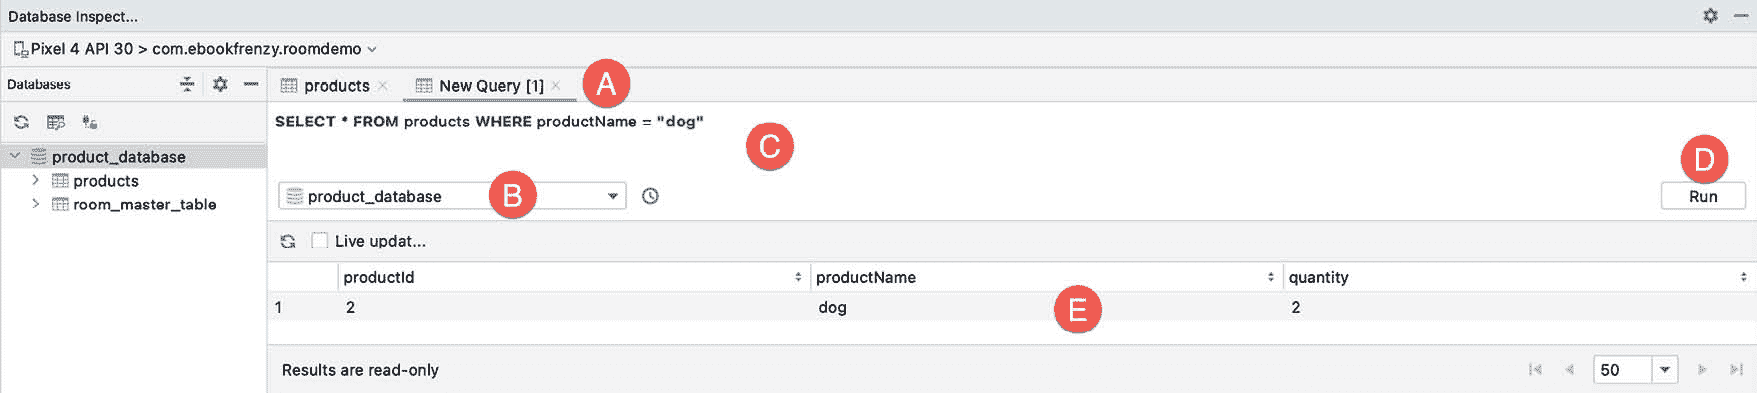 Database Inspect...
Pixel 4 API 30 > com.ebookfrenzy.roomdemo
Databases
products
New Query [1]
A
SELECT * FROM products WHERE productName = "dog"
C
D
product_database
products
room_master_table
product_database
B
Run
Live updat...
productId
productName
quantity
1
2
dog
E
2
Results are read-only
50